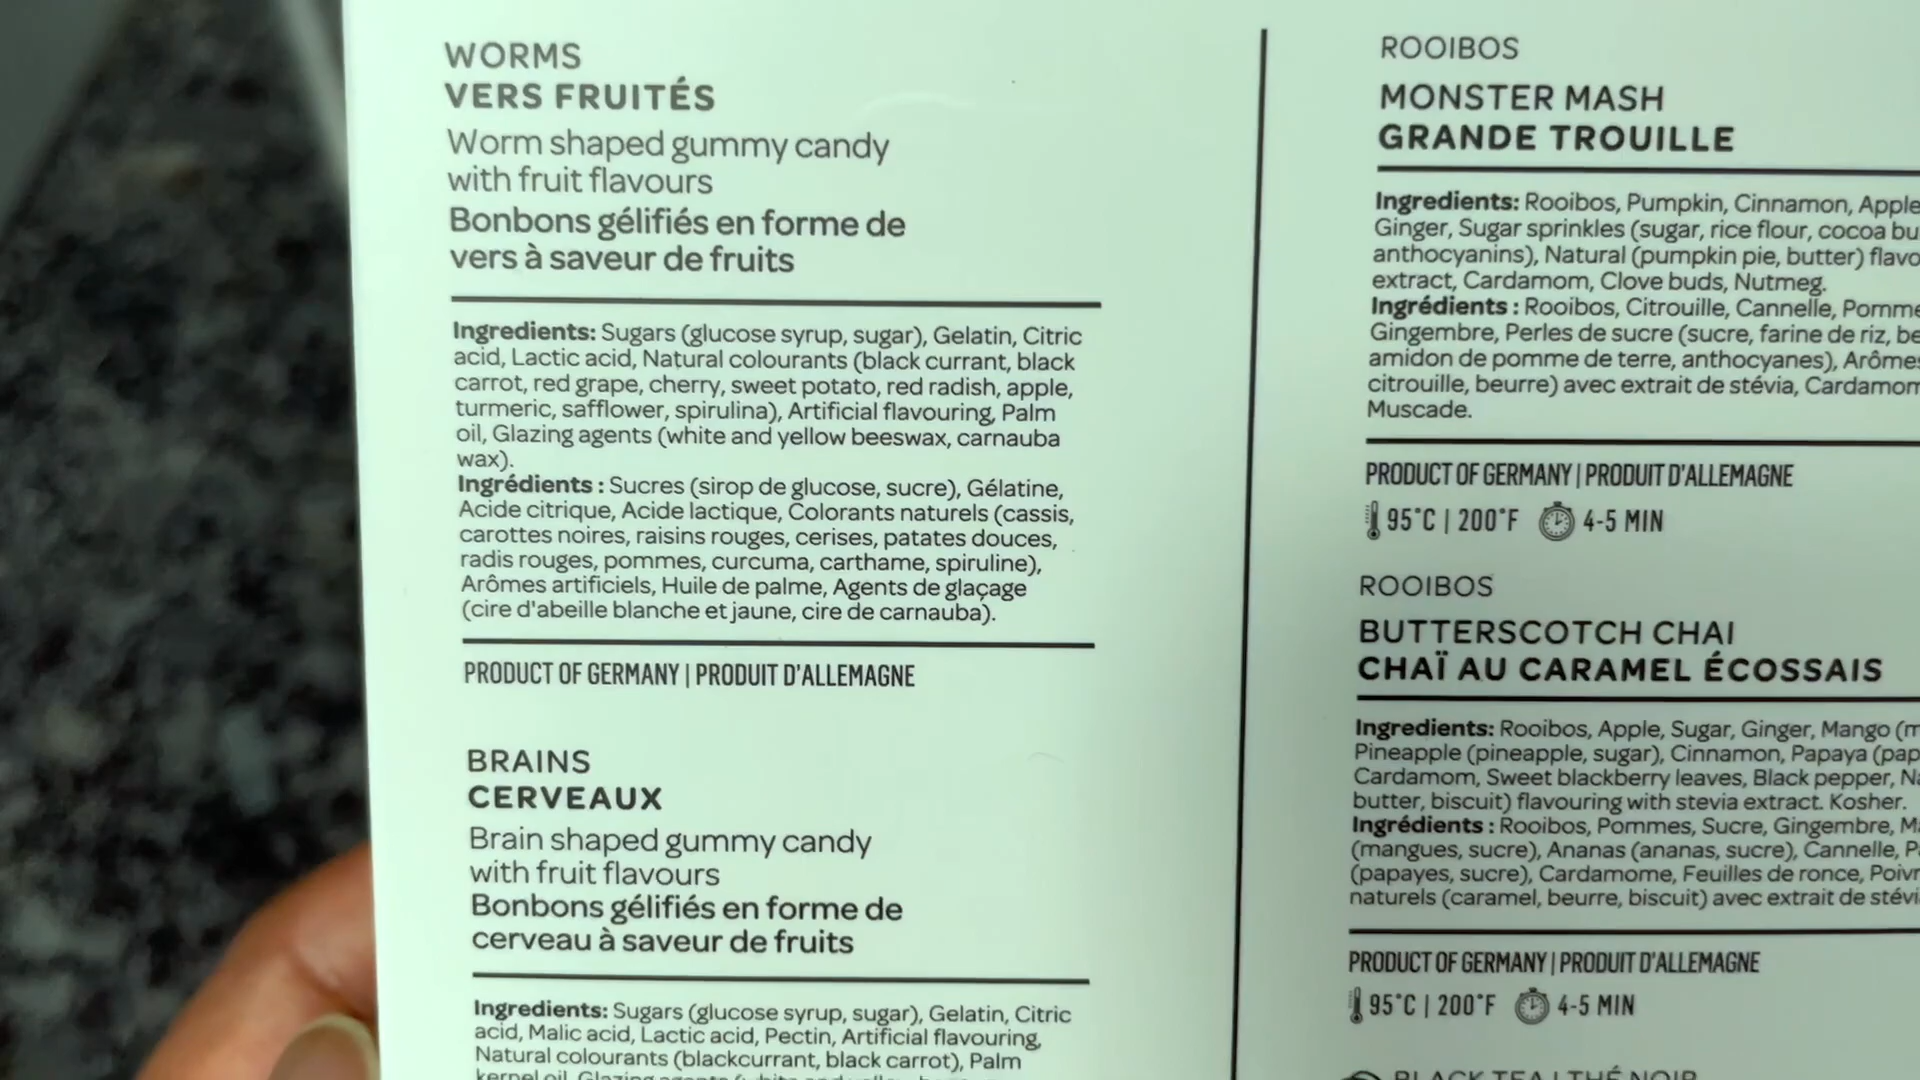 WORMS
VERS FRUITÉS
Worm shaped gummy candy
with fruit flavours
Bonbons gélifiés en forme de
vers à saveur de fruits
Ingredients: Sugars (glucose syrup, sugar), Gelatin, Citric
acid, Lactic acid, Natural colourants (black currant, black
carrot, red grape, cherry, sweet potato, red radish, apple,
turmeric, safflower, spirulina), Artificial flavouring, Palm
oil, Glazing agents (white and yellow beeswax, carnauba
wax).
Ingrédients : Sucres (sirop de glucose, sucre), Gélatine,
Acide citrique, Acide lactique, Colorants naturels (cassis,
carottes noires, raisins rouges, cerises, patates douces,
radis rouges, pommes, curcuma, carthame, spiruline),
Arômes artificiels, Huile de palme, Agents de glaçage
(cire d'abeille blanche et jaune, cire de carnauba).
PRODUCT OF GERMANY | PRODUIT D'ALLEMAGNE
BRAINS
CERVEAUX
Brain shaped gummy candy
with fruit flavours
Bonbons gélifiés en forme de
cerveau à saveur de fruits
Ingredients: Sugars (glucose syrup, sugar), Gelatin, Citric
acid, Malic acid, Lactic acid, Pectin, Artificial flavouring,
Natural colourants (blackcurrant, black carrot), Palm
kernel oil, Glazing agents
ROOIBOS
MONSTER MASH
GRANDE TROUILLE
Ingredients: Rooibos, Pumpkin, Cinnamon, Apple
Ginger, Sugar sprinkles (sugar, rice flour, cocoa
anthocyanins), Natural (pumpkin pie, butter)
extract, Cardamom, Clove buds, Nutmeg.
Ingrédients : Rooibos, Citrouille, Cannelle, Pomme
Gingembre, Perles de sucre (sucre, farine de riz,
amidon de pomme de terre, anthocyanes), Arômes
citrouille, beurre) avec extrait de stévia,
Muscade.
PRODUCT OF GERMANY | PRODUIT D'ALLEMAGNE
95°C | 200°F 4-5 MIN
ROOIBOS
BUTTERSCOTCH CHAI
CHAÏ AU CARAMEL ÉCOSSAIS
Ingredients: Rooibos, Apple, Sugar, Ginger, Mango
Pineapple (pineapple, sugar), Cinnamon, Papaya
Cardamom, Sweet blackberry leaves, Black pepper,
butter, biscuit) flavouring with stevia extract. Kosher.
Ingrédients : Rooibos, Pommes, Sucre, Gingembre,
(mangues, sucre), Ananas (ananas, sucre), Cannelle,
(papayes, sucre), Cardamome, Feuilles de ronce,
naturels (caramel, beurre, biscuit) avec extrait de
PRODUCT OF GERMANY | PRODUIT D'ALLEMAGNE
95°C | 200°F 4-5 MIN
BLACK TEA | THÉ NOIR